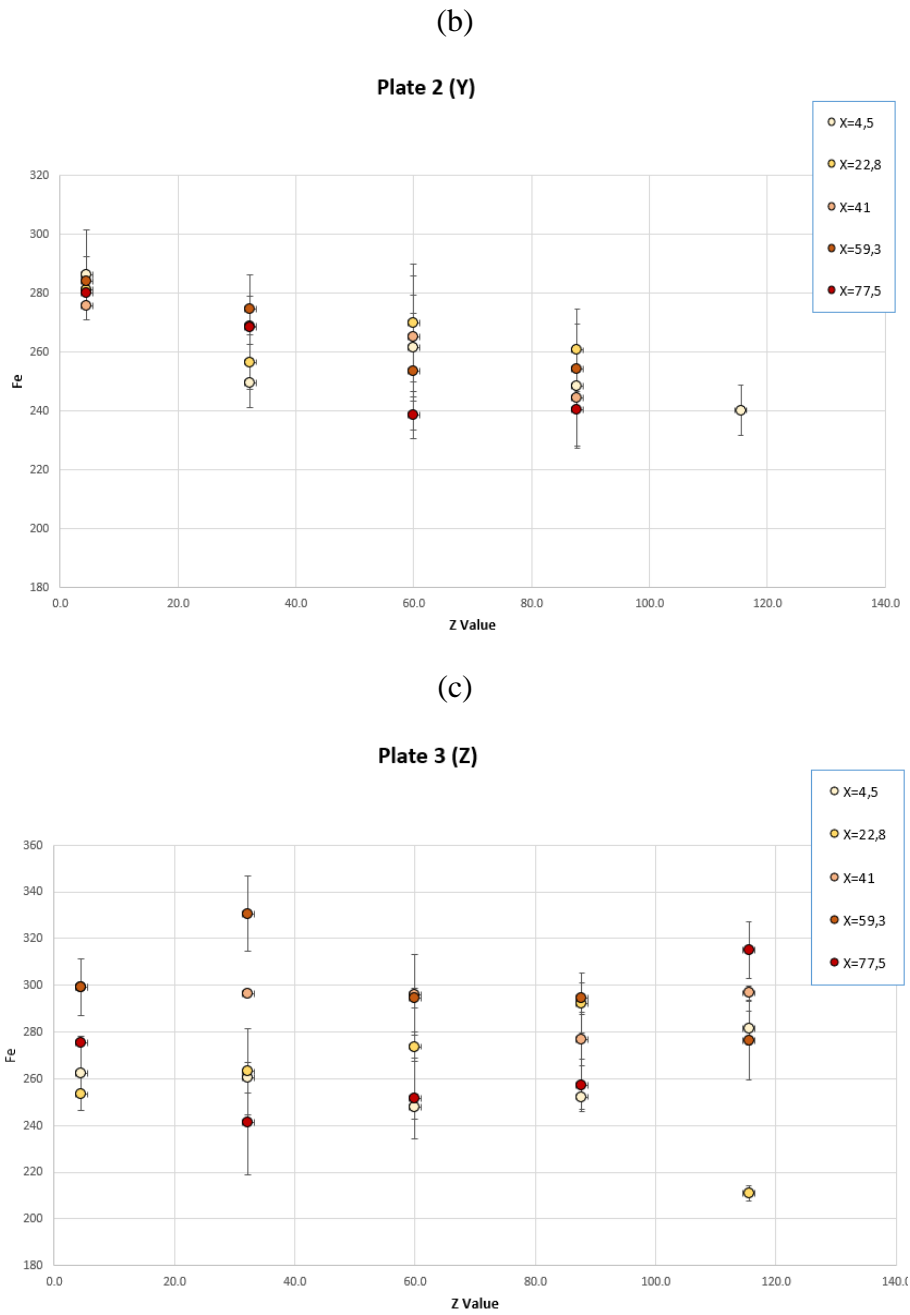 (b)
Plate 2 (Y)
X=4,5
X=22,8
X=41
X=59,3
X=77,5
320
300
280
260
240
220
200
180
Fe
0.0 20.0 40.0 60.0 80.0 100.0 120.0 140.0
Z Value
(c)
Plate 3 (Z)
X=4,5
X=22,8
X=41
X=59,3
X=77,5
360
340
320
300
280
260
240
220
200
180
Fe
0.0 20.0 40.0 60.0 80.0 100.0 120.0 140.0
Z Value